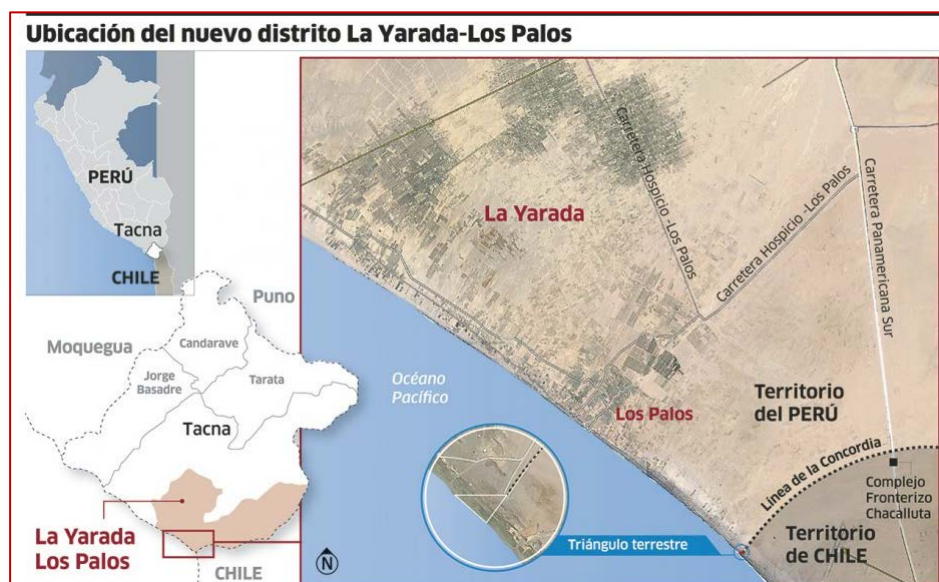 Ubicación del nuevo distrito La Yarada-Los Palos
PERÚ
Tacna
CHILE
Puno
Moquegua
Candarave
Jorge
Basadre
Tarata
Tacna
La Yarada
Los Palos
CHILE
N
Océano
Pacífico
La Yarada
Carretera Hospicio -Los Palos
Carretera Hospicio -Los Palos
Carretera Panamericana Sur
Los Palos
Territorio
del PERÚ
Línea de la Concordia
Complejo
Fronterizo
Chacalluta
Triángulo terrestre
Territorio
de CHILE